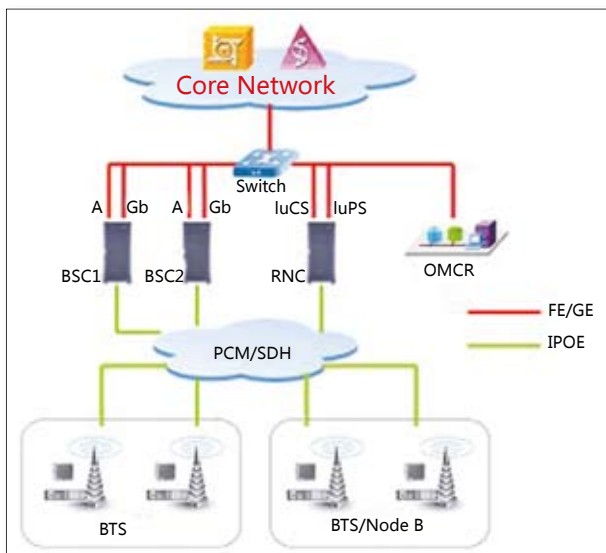 Core Network
Switch
A Gb A Gb luCS luPS
BSC1 BSC2 RNC OMCR
FE/GE
PCM/SDH IPOE
BTS BTS/Node B